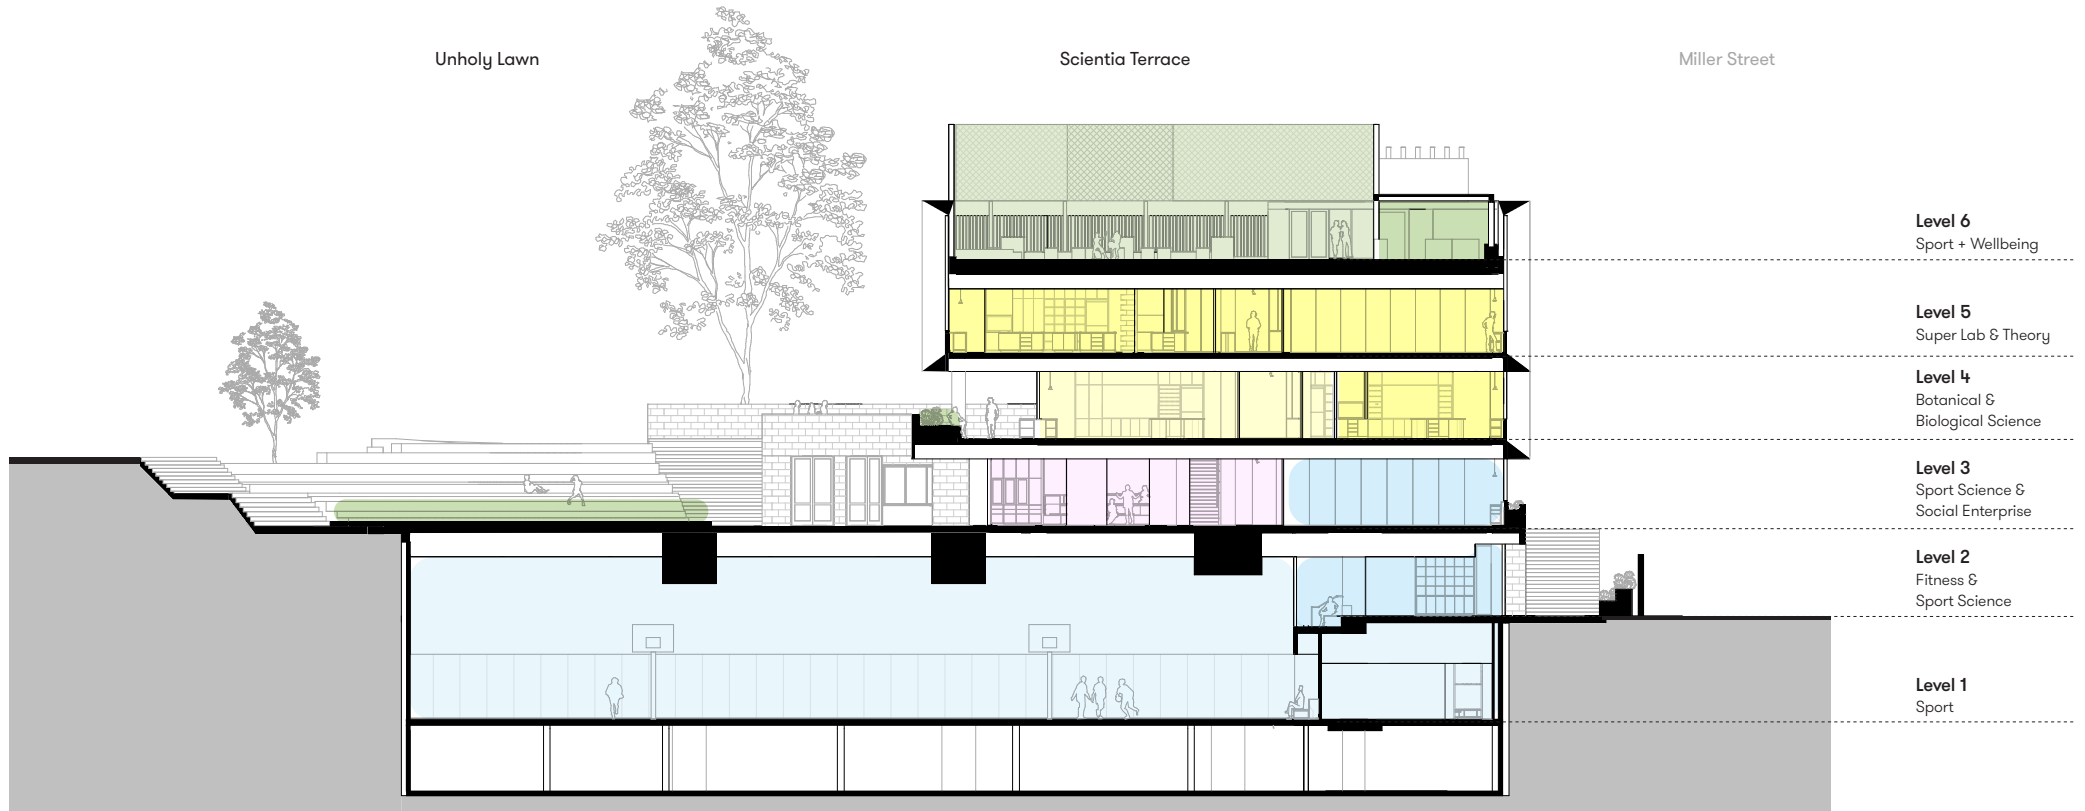 Unholy Lawn
Scientia Terrace
Miller Street
Level 6
Sport + Wellbeing
Level 5
Super Lab & Theory
Level 4
Botanical &
Biological Science
Level 3
Sport Science &
Social Enterprise
Level 2
Fitness &
Sport Science
Level 1
Sport